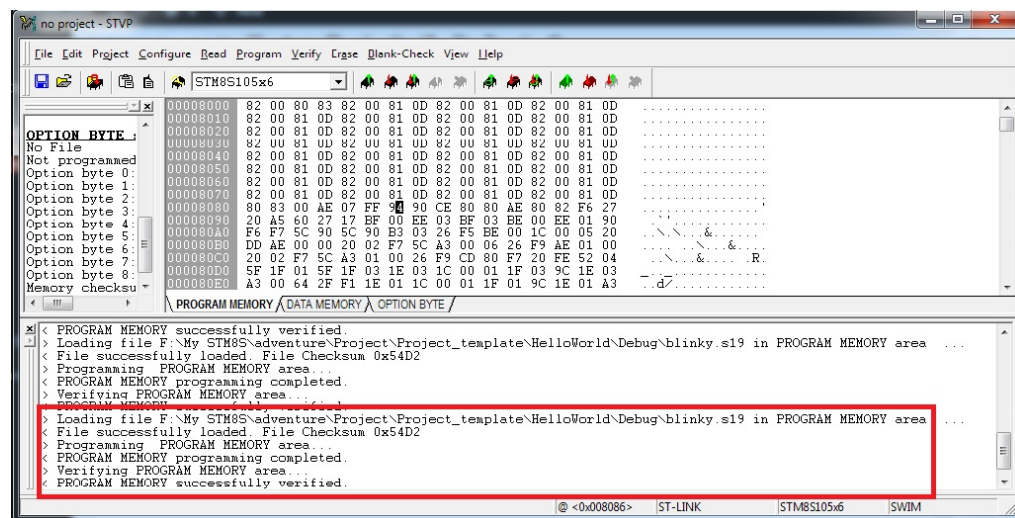 no project - STVP
File Edit Project Configure Read Program Verify Erase Blank-Check View Help
STM8S105x6
OPTION BYTE :
No File
Not programmed
Option byte 0:
Option byte 1:
Option byte 2:
Option byte 3:
Option byte 4:
Option byte 5:
Option byte 6:
Option byte 7:
Option byte 8:
Memory checksu
00008000 82 00 80 83 82 00 81 0D 82 00 81 0D 82 00 81 0D ................
00008010 82 00 81 0D 82 00 81 0D 82 00 81 0D 82 00 81 0D ................
00008020 82 00 81 0D 82 00 81 0D 82 00 81 0D 82 00 81 0D ................
00008030 82 00 81 0D 82 00 81 0D 82 00 81 0D 82 00 81 0D ................
00008040 82 00 81 0D 82 00 81 0D 82 00 81 0D 82 00 81 0D ................
00008050 82 00 81 0D 82 00 81 0D 82 00 81 0D 82 00 81 0D ................
00008060 82 00 81 0D 82 00 81 0D 82 00 81 0D 82 00 81 0D ................
00008070 82 00 81 0D 82 00 81 0D 82 00 81 0D 82 00 81 0D ................
00008080 80 83 00 AE 07 FF 94 90 CE 80 80 AE 80 82 F6 27 ...............'
00008090 20 A5 60 27 17 BF 00 EE 03 BF 03 BE 00 EE 01 90
000080A0 F6 F7 5C 90 5C 90 B3 03 26 F5 BE 00 1C 00 05 20 ..\.\...&......
000080B0 DD AE 00 00 20 02 F7 5C A3 00 06 26 F9 AE 01 00 .... ..\...&....
000080C0 20 02 F7 5C A3 01 00 26 F9 CD 80 F7 20 FE 52 04 ..\...&.... .R.
000080D0 5F 1F 01 5F 1F 03 1E 03 1C 00 01 1F 03 9C 1E 03 _.._............
000080E0 A3 00 64 2F F1 1E 01 1C 00 01 1F 01 9C 1E 01 A3 ..d/............
PROGRAM MEMORY DATA MEMORY OPTION BYTE
< PROGRAM MEMORY successfully verified.
> Loading file F:\My STM8S\adventure\Project\Project_template\HelloWorld\Debug\blinky.s19 in PROGRAM MEMORY area ...
< File successfully loaded. File Checksum 0x54D2
> Programming PROGRAM MEMORY area...
< PROGRAM MEMORY programming completed.
> Verifying PROGRAM MEMORY area...
< PROGRAM MEMORY successfully verified.
> Loading file F:\My STM8S\adventure\Project\Project_template\HelloWorld\Debug\blinky.s19 in PROGRAM MEMORY area ...
< File successfully loaded. File Checksum 0x54D2
> Programming PROGRAM MEMORY area...
< PROGRAM MEMORY programming completed.
> Verifying PROGRAM MEMORY area...
< PROGRAM MEMORY successfully verified.
@ <0x008086> ST-LINK STM8S105x6 SWIM